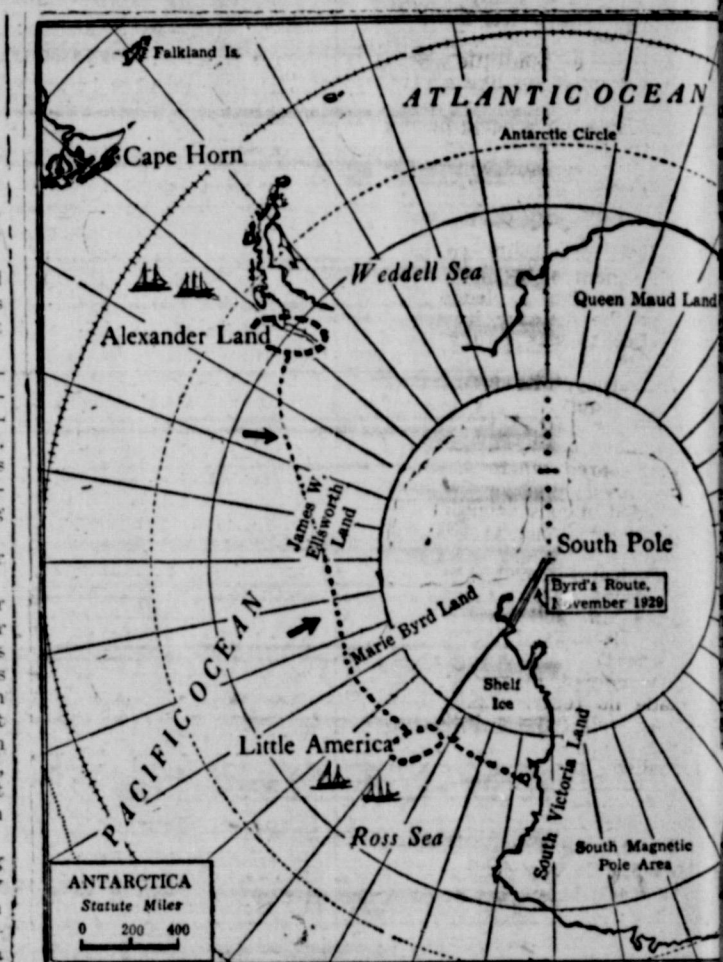 Falkland Is.
ATLANTIC OCEAN
Antarctic Circle
Cape Horn
Weddell Sea
Queen Maud Land
Alexander Land
James W.
Ellsworth
Land
South Pole
Byrd's Route,
November 1929
Marie Byrd Land
Shelf
Ice
PACIFIC OCEAN
Little America
South Victoria Land
Ross Sea
South Magnetic
Pole Area
ANTARCTICA
Statute Miles
0 200 400